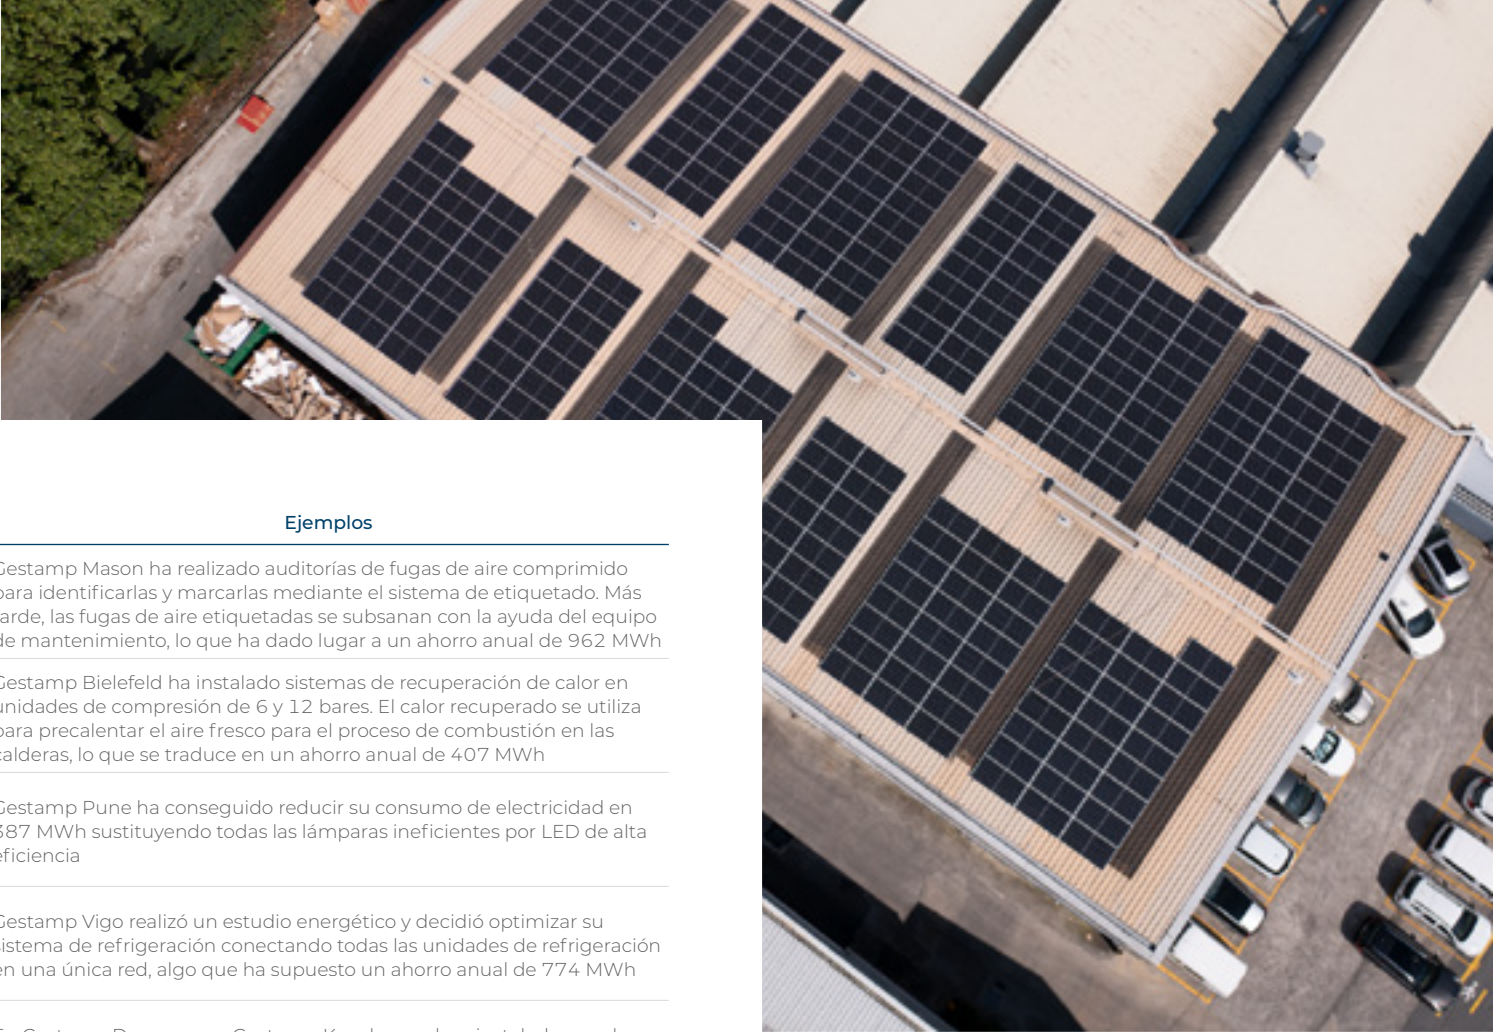 Ejemplos
Gestamp Mason ha realizado auditorías de fugas de aire comprimido
para identificarlas y marcarlas mediante el sistema de etiquetado. Más
tarde, las fugas de aire etiquetadas se subsanan con la ayuda del equipo
de mantenimiento, lo que ha dado lugar a un ahorro anual de 962 MWh
Gestamp Bielefeld ha instalado sistemas de recuperación de calor en
unidades de compresión de 6 y 12 bares. El calor recuperado se utiliza
para precalentar el aire fresco para el proceso de combustión en las
calderas, lo que se traduce en un ahorro anual de 407 MWh
Gestamp Pune ha conseguido reducir su consumo de electricidad en
387 MWh sustituyendo todas las lámparas ineficientes por LED de alta
eficiencia
Gestamp Vigo realizó un estudio energético y decidió optimizar su
sistema de refrigeración conectando todas las unidades de refrigeración
en una única red, algo que ha supuesto un ahorro anual de 774 MWh